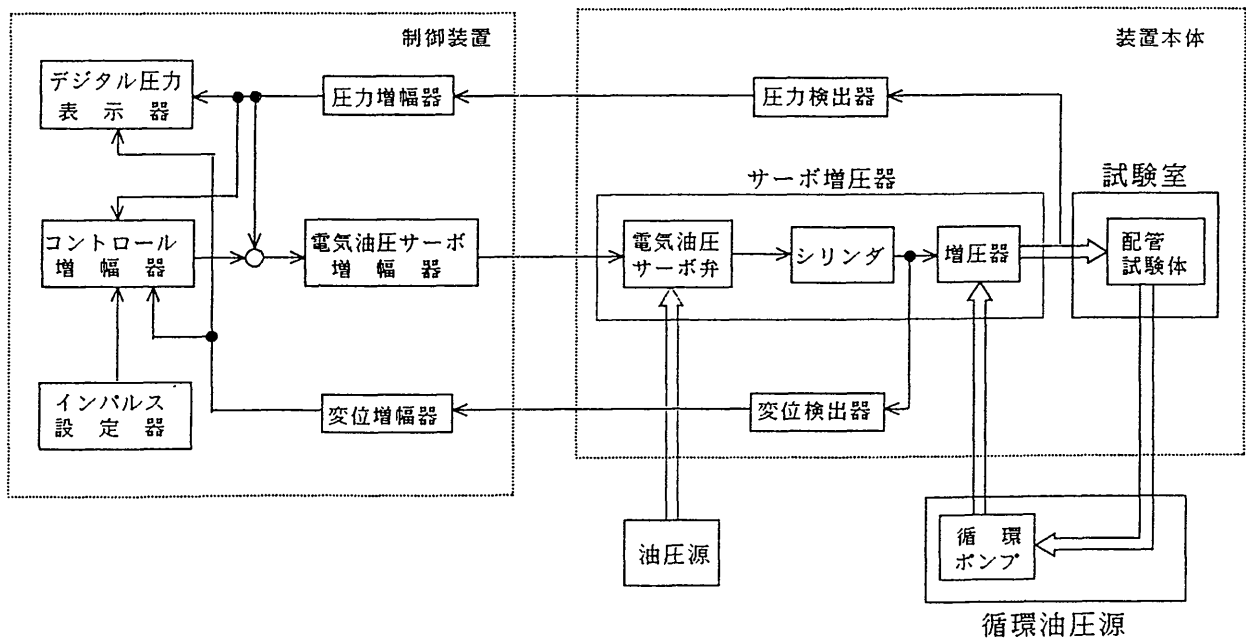 制御装置
装置本体
デジタル圧力
表示器
圧力増幅器
圧力検出器
サーボ増圧器
試験室
コントロール
増幅器
電気油圧サーボ
増幅器
電気油圧
サーボ弁
シリンダ
増圧器
配管
試験体
インパルス
設定器
変位増幅器
変位検出器
油圧源
循環
ポンプ
循環油圧源